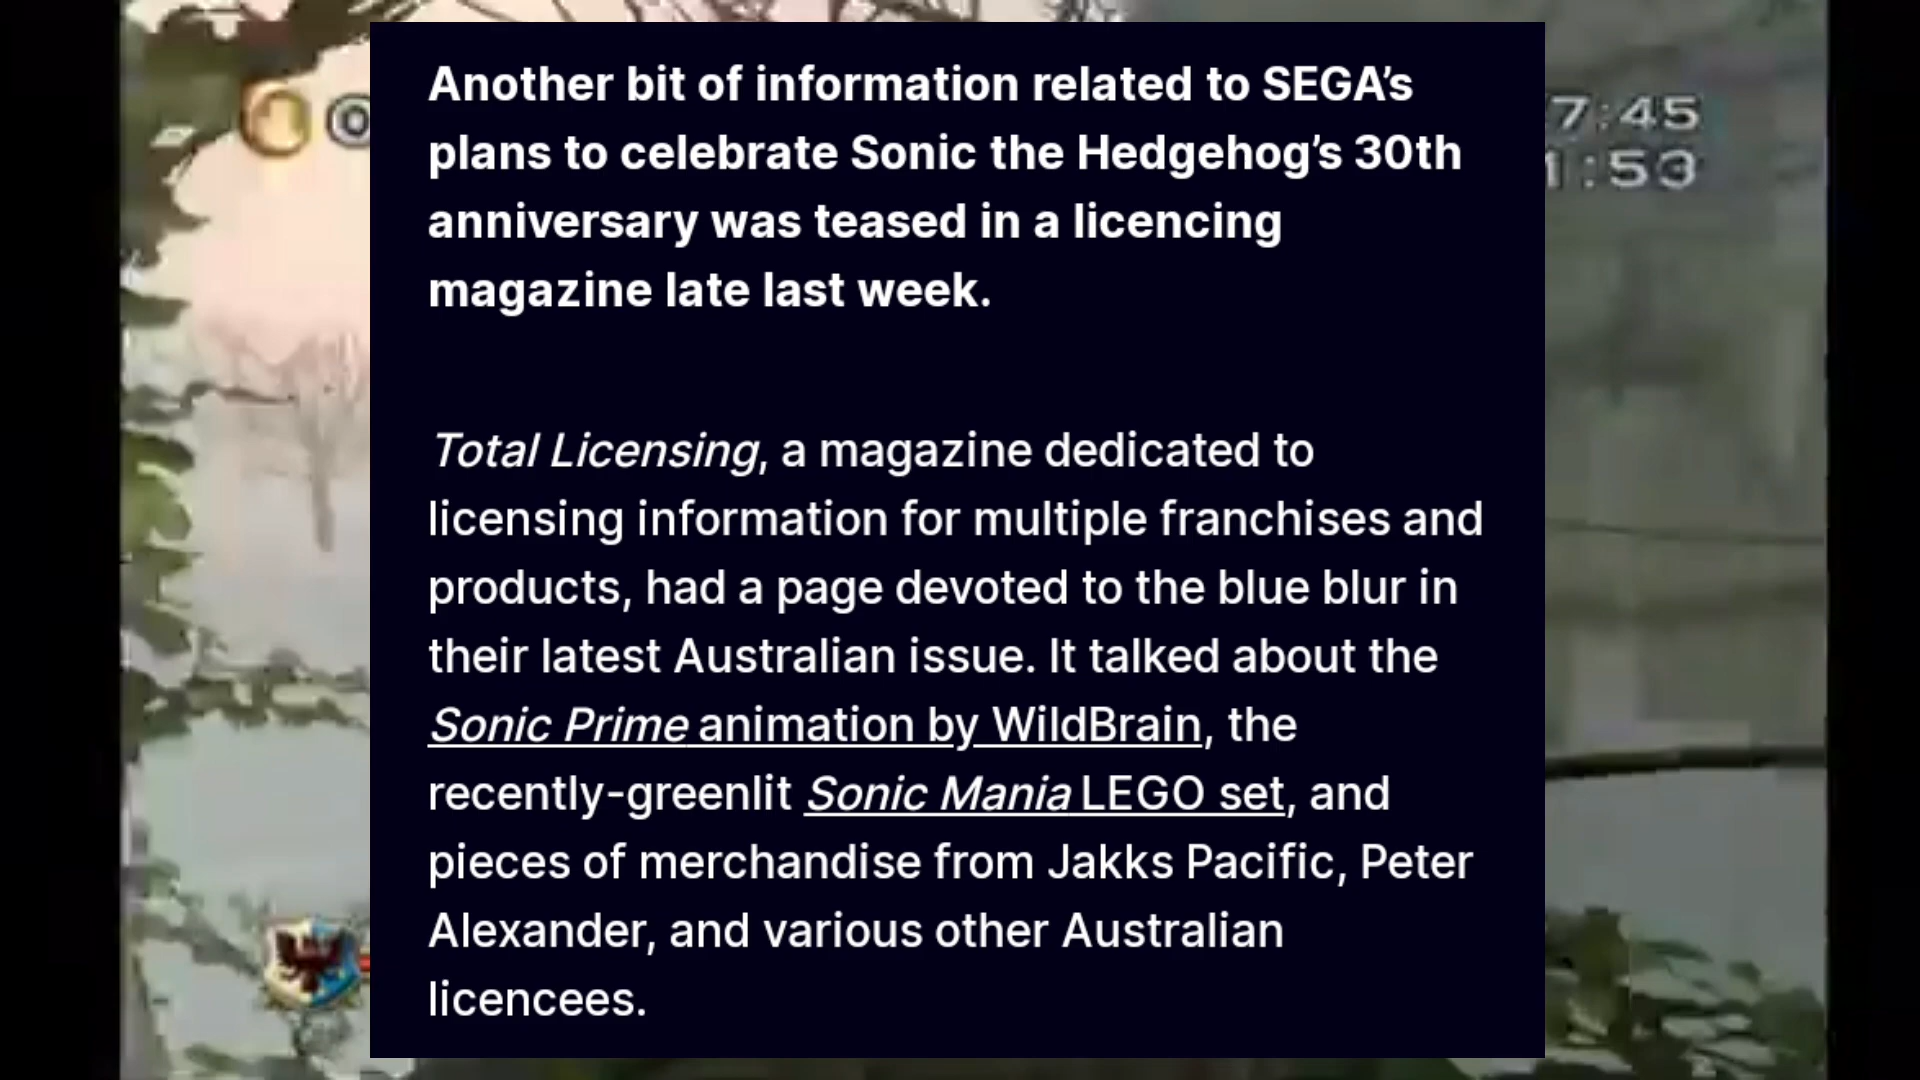 Another bit of information related to SEGA’s
plans to celebrate Sonic the Hedgehog’s 30th
anniversary was teased in a licencing
magazine late last week.
Total Licensing, a magazine dedicated to
licensing information for multiple franchises and
products, had a page devoted to the blue blur in
their latest Australian issue. It talked about the
Sonic Prime animation by WildBrain, the
recently-greenlit Sonic Mania LEGO set, and
pieces of merchandise from Jakks Pacific, Peter
Alexander, and various other Australian
licencees.
0
7:45
1:53